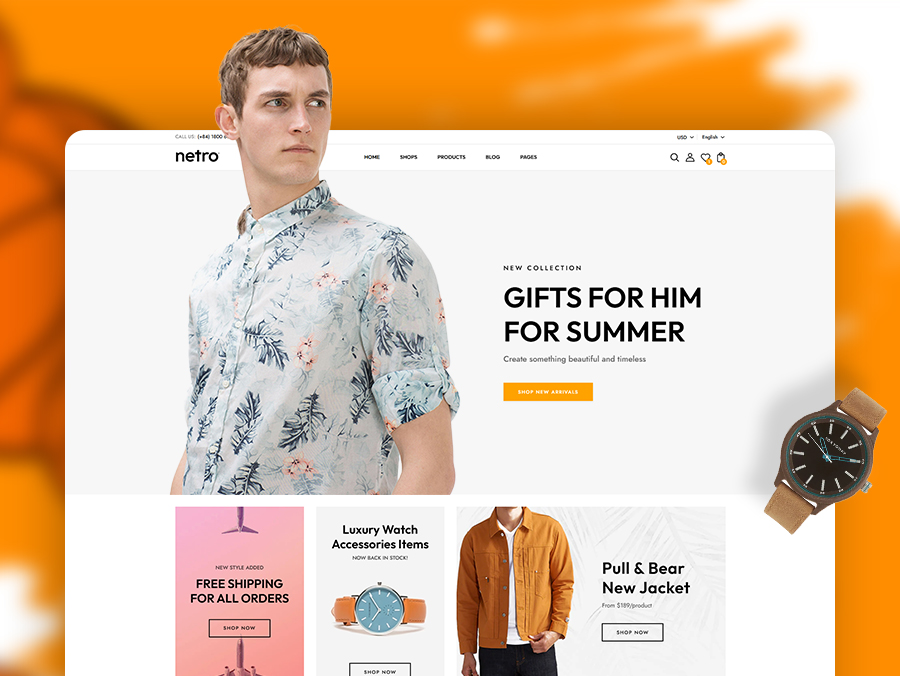 CALL US: (+84) 1800
USD
English
netro
HOME
SHOPS
PRODUCTS
BLOG
PAGES
NEW COLLECTION
GIFTS FOR HIM
FOR SUMMER
Create something beautiful and timeless
SHOP NEW ARRIVALS
NEW STYLE ADDED
FREE SHIPPING
FOR ALL ORDERS
SHOP NOW
Luxury Watch
Accessories Items
NOW BACK IN STOCK!
SHOP NOW
Pull & Bear
New Jacket
From $189/product
SHOP NOW